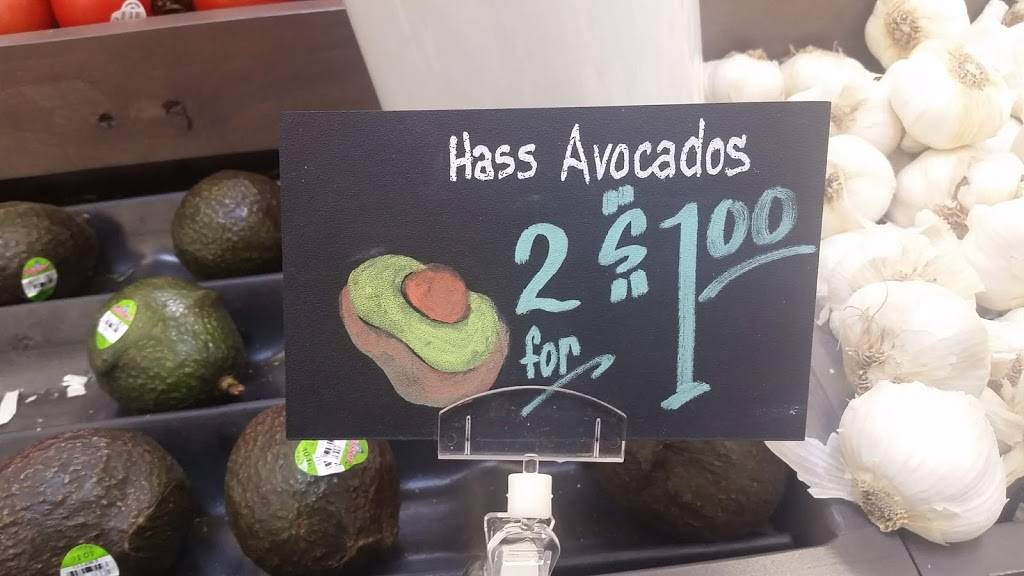 Hass Avocados
2 for $1.00